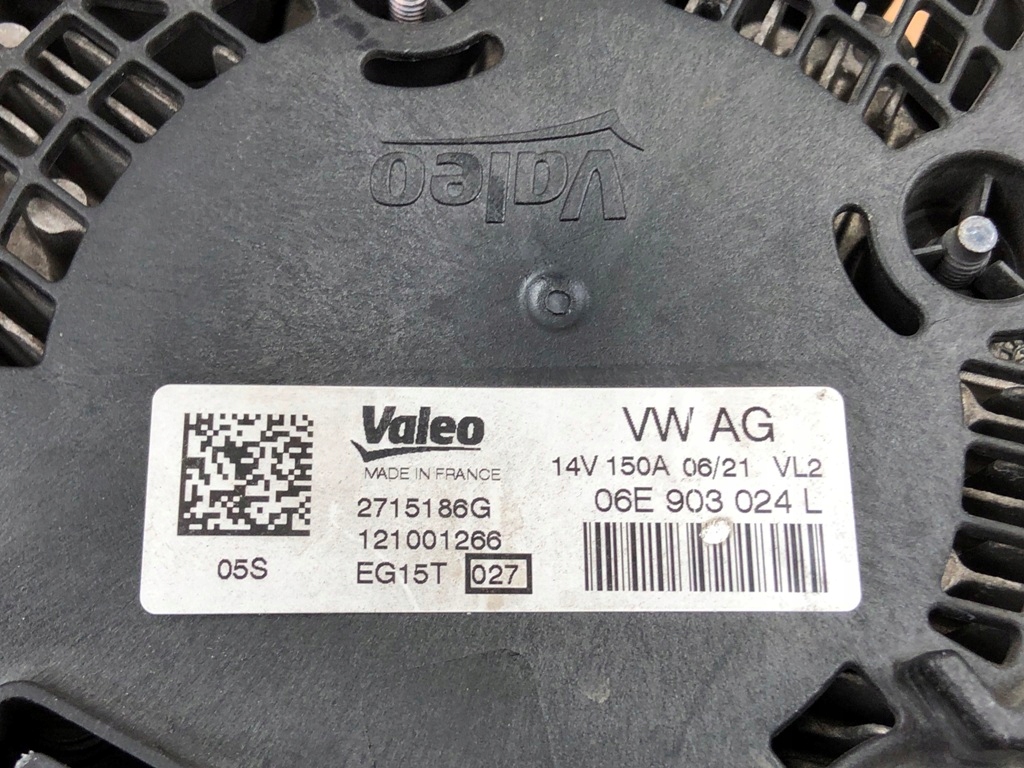 Valeo
Valeo
MADE IN FRANCE
2715186G
121001266
EG15T 027
05S
VW AG
14V 150A 06/21 VL2
06E 903 024 L